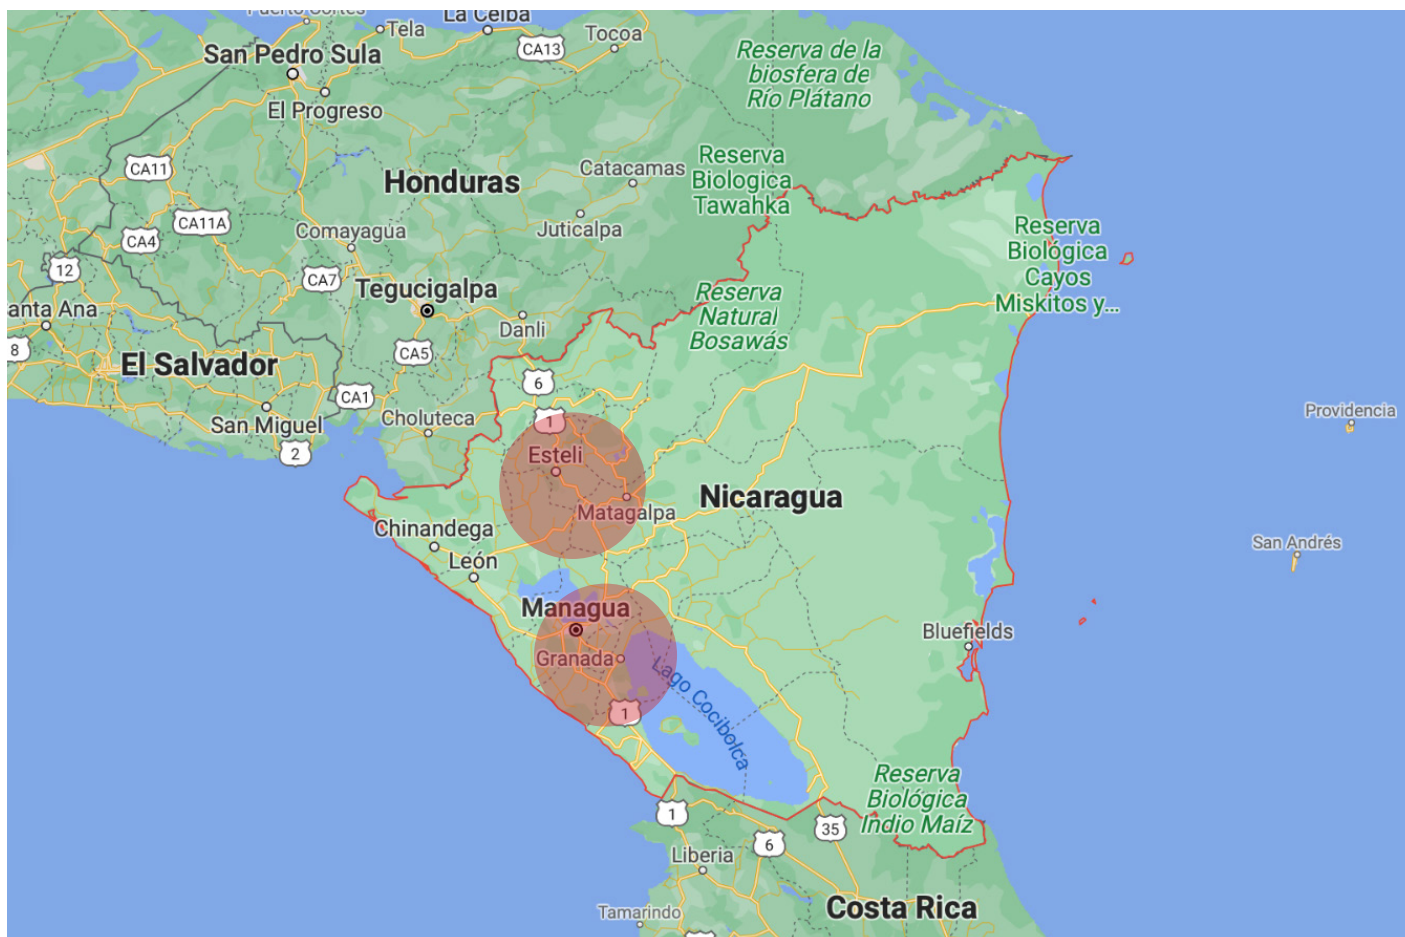 Puerto Cortés
La Ceiba
Tela
Tocoa
CA13
San Pedro Sula
El Progreso
Reserva de la
biosfera de
Río Plátano
CA11
Catacamas
Reserva
Biologica
Tawahka
Honduras
CA11A
CA4
Comayagua
Juticalpa
Reserva
Biológica
Cayos
Miskitos y...
12
CA7
Tegucigalpa
Reserva
Natural
Bosawás
anta Ana
Danli
8
CA5
El Salvador
6
CA1
San Miguel
Choluteca
1
Providencia
2
Esteli
Nicaragua
Matagalpa
Chinandega
San Andrés
León
Managua
Bluefields
Granada
Lago Cocibolca
1
Reserva
Biológica
Indio Maíz
1
35
6
Liberia
Costa Rica
Tamarindo